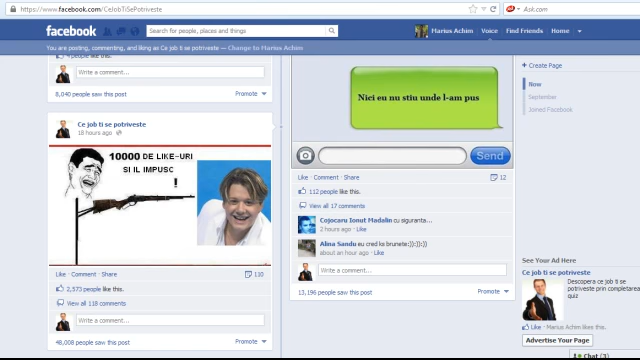 https://www.facebook.com/CeJobTiSePotriveste
Ask.com
facebook
Search for people, places and things
Marius Achim
Voice
Find Friends
Home
You are posting, commenting, and liking as Ce job ti se potriveste — Change to Marius Achim
4 people like this.
Write a comment...
8,040 people saw this post
Promote
Ce job ti se potriveste
18 hours ago
10000 DE LIKE-URI
SI IL IMPUSC
!
Like · Comment · Share
110
2,573 people like this.
View all 118 comments
Write a comment...
48,008 people saw this post
Promote
Nici eu nu stiu unde l-am pus
Send
Like · Comment · Share
12
112 people like this.
View all 17 comments
Cojocaru Ionut Madalin cu siguranta...
2 hours ago · Like
Alina Sandu eu cred ks brunete:)):)):))
about an hour ago · Like
Write a comment...
13,196 people saw this post
Promote
+ Create Page
Now
September
Joined Facebook
See Your Ad Here
Ce job ti se potriveste
Descopera ce job ti se
potriveste prin completarea
quiz
Like · Marius Achim likes this.
Advertise Your Page
Chat (3)